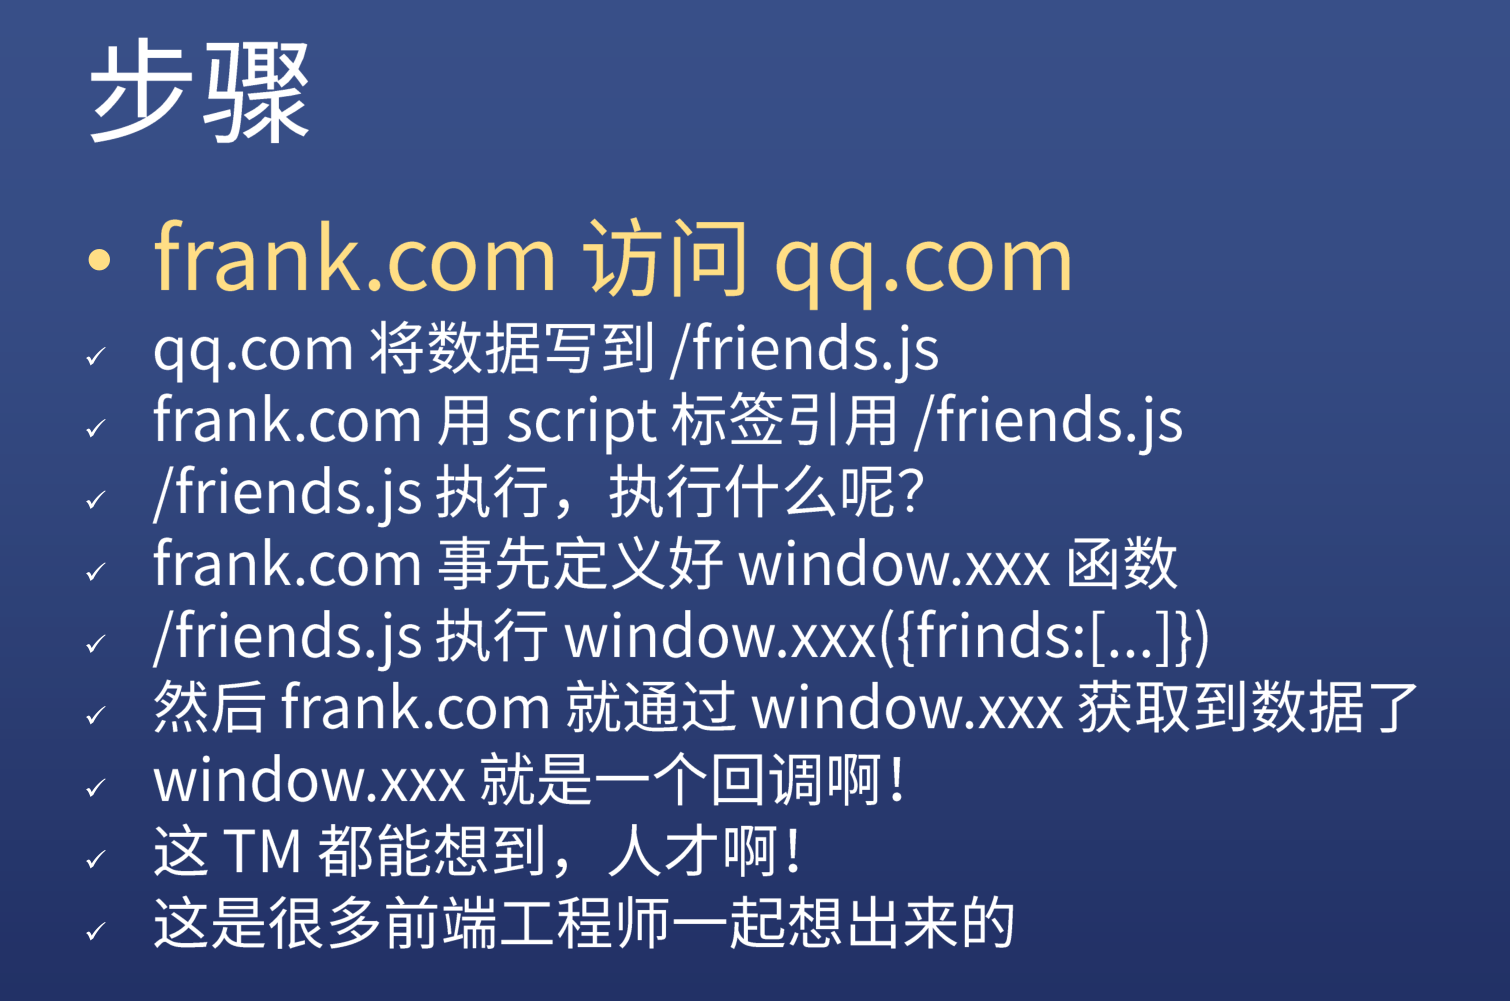 步骤
• frank.com 访问 qq.com
✓ qq.com 将数据写到 /friends.js
✓ frank.com 用 script 标签引用 /friends.js
✓ /friends.js 执行，执行什么呢？
✓ frank.com 事先定义好 window.xxx 函数
✓ /friends.js 执行 window.xxx({frinds:[...]})
✓ 然后 frank.com 就通过 window.xxx 获取到数据了
✓ window.xxx 就是一个回调啊！
✓ 这 TM 都能想到，人才啊！
✓ 这是很多前端工程师一起想出来的